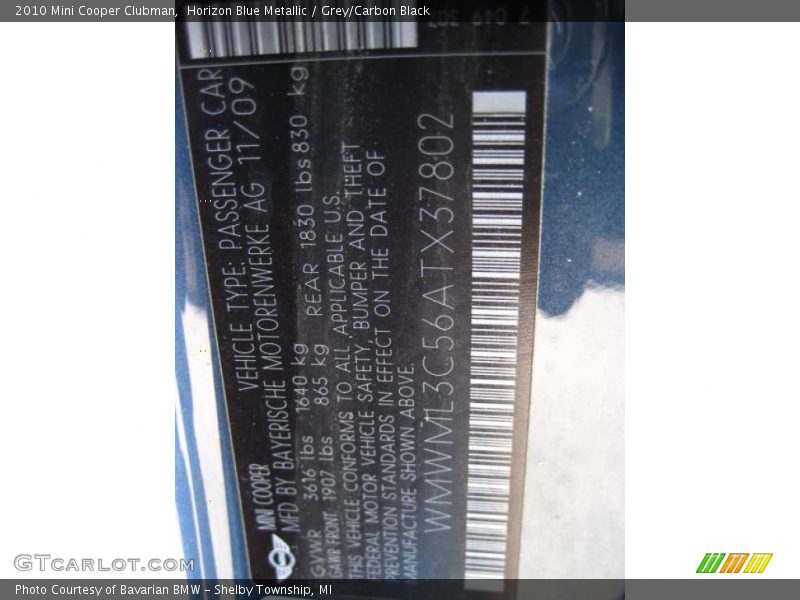 2010 Mini Cooper Clubman,  Horizon Blue Metallic / Grey/Carbon Black
MINI COOPER
VEHICLE TYPE: PASSENGER CAR
MFD BY BAYERISCHE MOTORENWERKE AG 11/09
GVWR 3616 lbs 1640 kg
GAWR FRONT 1907 lbs 865 kg REAR 1830 lbs 830 kg
THIS VEHICLE CONFORMS TO ALL APPLICABLE U.S.
FEDERAL MOTOR VEHICLE SAFETY, BUMPER AND THEFT
PREVENTION STANDARDS IN EFFECT ON THE DATE OF
MANUFACTURE SHOWN ABOVE.
WMWML3C56ATX37802
GTCarLot.com
Photo Courtesy of Bavarian BMW – Shelby Township, MI